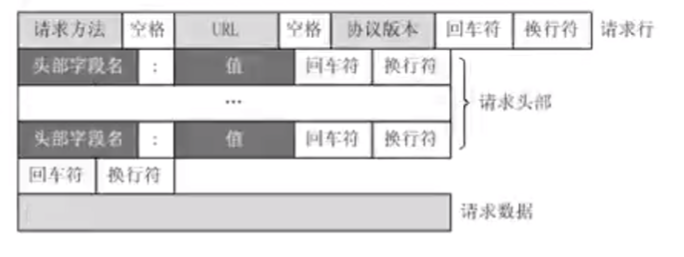 请求方法 空格 URL 空格 协议版本 回车符 换行符 请求行
头部字段名 : 值 回车符 换行符
...
请求头部
头部字段名 : 值 回车符 换行符
回车符 换行符
请求数据